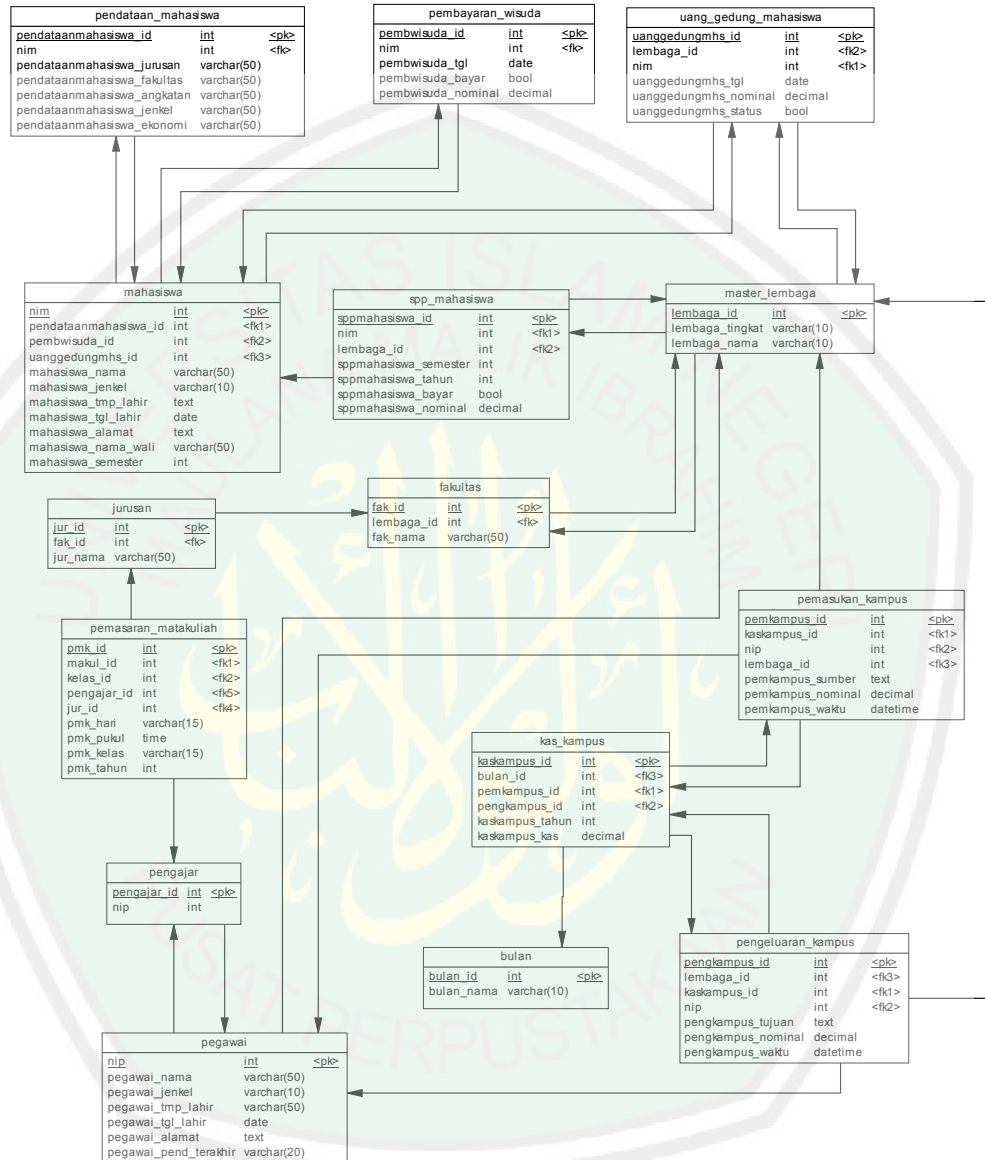 pendataan_mahasiswa
pendataanmahasiswa_id int <pk>
nim int <fk>
pendataanmahasiswa_jurusan varchar(50)
pendataanmahasiswa_fakultas varchar(50)
pendataanmahasiswa_angkatan varchar(50)
pendataanmahasiswa_jenkel varchar(50)
pendataanmahasiswa_ekonomi varchar(50)
pembayaran_wisuda
pembwisuda_id int <pk>
nim int <fk>
pembwisuda_tgl date
pembwisuda_bayar bool
pembwisuda_nominal decimal
uang_gedung_mahasiswa
uanggedungmhs_id int <pk>
lembaga_id int <fk2>
nim int <fk1>
uanggedungmhs_tgl date
uanggedungmhs_nominal decimal
uanggedungmhs_status bool
mahasiswa
nim int <pk>
pendataanmahasiswa_id int <fk1>
pembwisuda_id int <fk2>
uanggedungmhs_id int <fk3>
mahasiswa_nama varchar(50)
mahasiswa_jenkel varchar(10)
mahasiswa_tmp_lahir text
mahasiswa_tgl_lahir date
mahasiswa_alamat text
mahasiswa_nama_wali varchar(50)
mahasiswa_semester int
spp_mahasiswa
sppmahasiswa_id int <pk>
nim int <fk1>
lembaga_id int <fk2>
sppmahasiswa_semester int
sppmahasiswa_tahun int
sppmahasiswa_bayar bool
sppmahasiswa_nominal decimal
master_lembaga
lembaga_id int <pk>
lembaga_tingkat varchar(10)
lembaga_nama varchar(10)
jurusan
jur_id int <pk>
fak_id int <fk>
jur_nama varchar(50)
fakultas
fak_id int <pk>
lembaga_id int <fk>
fak_nama varchar(50)
pemasaran_matakuliah
pmk_id int <pk>
makul_id int <fk1>
kelas_id int <fk2>
pengajar_id int <fk5>
jur_id int <fk4>
pmk_hari varchar(15)
pmk_pukul time
pmk_kelas varchar(15)
pmk_tahun int
pemasukan_kampus
pemkampus_id int <pk>
kaskampus_id int <fk1>
nip int <fk2>
lembaga_id int <fk3>
pemkampus_sumber text
pemkampus_nominal decimal
pemkampus_waktu datetime
kas_kampus
kaskampus_id int <pk>
bulan_id int <fk3>
pemkampus_id int <fk1>
pengkampus_id int <fk2>
kaskampus_tahun int
kaskampus_kas decimal
pengajar
pengajar_id int <pk>
nip int
bulan
bulan_id int <pk>
bulan_nama varchar(10)
pengeluaran_kampus
pengkampus_id int <pk>
lembaga_id int <fk3>
kaskampus_id int <fk1>
nip int <fk2>
pengkampus_tujuan text
pengkampus_nominal decimal
pengkampus_waktu datetime
pegawai
nip int <pk>
pegawai_nama varchar(50)
pegawai_jenkel varchar(10)
pegawai_tmp_lahir varchar(50)
pegawai_tgl_lahir date
pegawai_alamat text
pegawai_pend_terakhir varchar(20)
PUSAT PERPUSTAKAAN